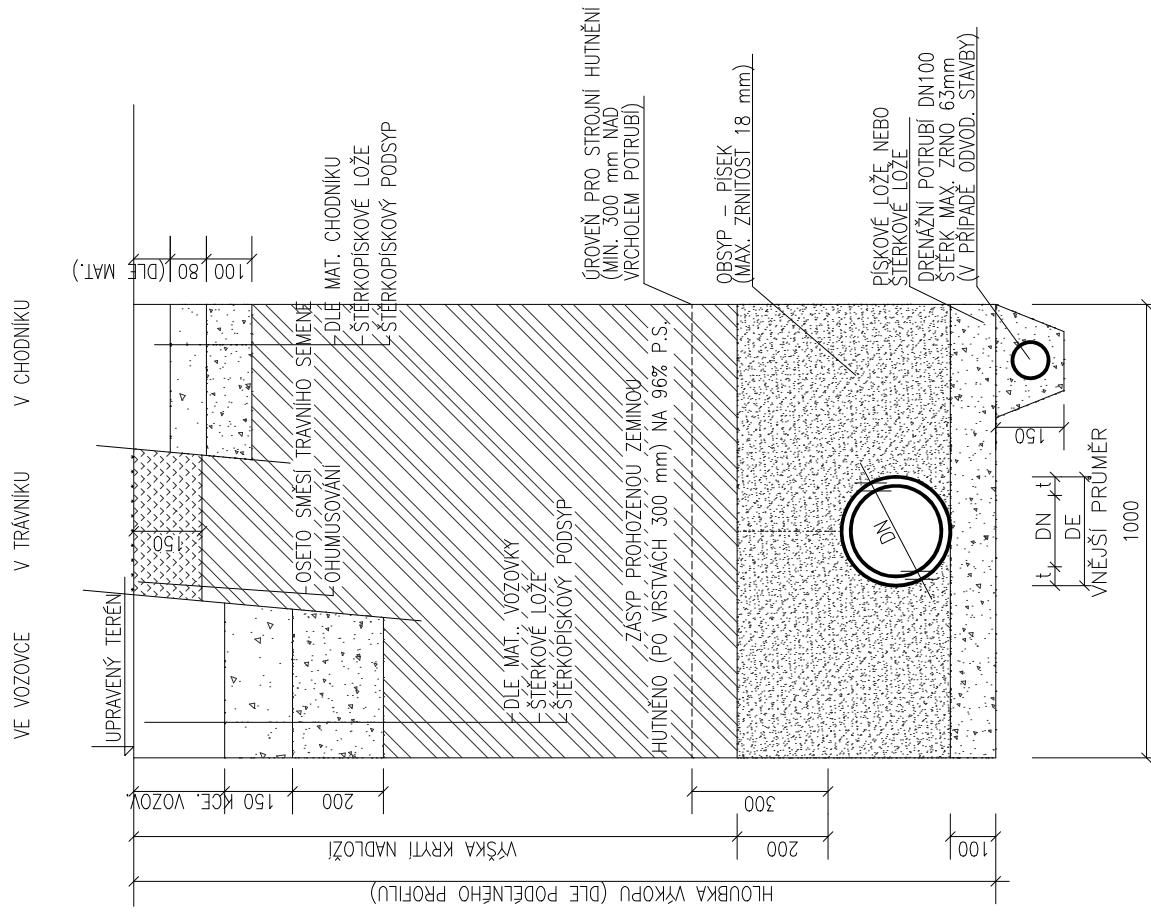 VE VOZOVCE
V TRÁVNÍKU
V CHODNÍKU
UPRAVENÝ TERÉN
(DLE MAT.)
80
100
DLE MAT. CHODNÍKU
ŠTĚRKOPÍSKOVÉ LOŽE
ŠTĚRKOPÍSKOVÝ PODSYP
150
OSETO SMĚSÍ TRAVNÍHO SEMENE
OHUMUSOVÁNÍ
KCE. VOZOV.
150
200
DLE MAT. VOZOVKY
ŠTĚRKOVÉ LOŽE
ŠTĚRKOPÍSKOVÝ PODSYP
ZÁSYP PROHOZENOU ZEMINOU
HUTNĚNO (PO VRSTVÁCH 300 mm) NA 96% P.S.
ÚROVEŇ PRO STROJNÍ HUTNĚNÍ
(MIN. 300 mm NAD
VRCHOLEM POTRUBÍ)
OBSYP – PÍSEK
(MAX. ZRNITOST 18 mm)
PÍSKOVÉ LOŽE NEBO
ŠTĚRKOVÉ LOŽE
DRENÁŽNÍ POTRUBÍ DN100
ŠTĚRK MAX. ZRNO 63mm
(V PŘÍPADĚ ODVOD. STAVBY)
300
VÝŠKA KRYTÍ NADLOŽÍ
200
100
HLOUBKA VÝKOPU (DLE PODÉLNÉHO PROFILU)
DN
150
t
DN
t
DE
VNĚJŠÍ PRŮMĚR
1000